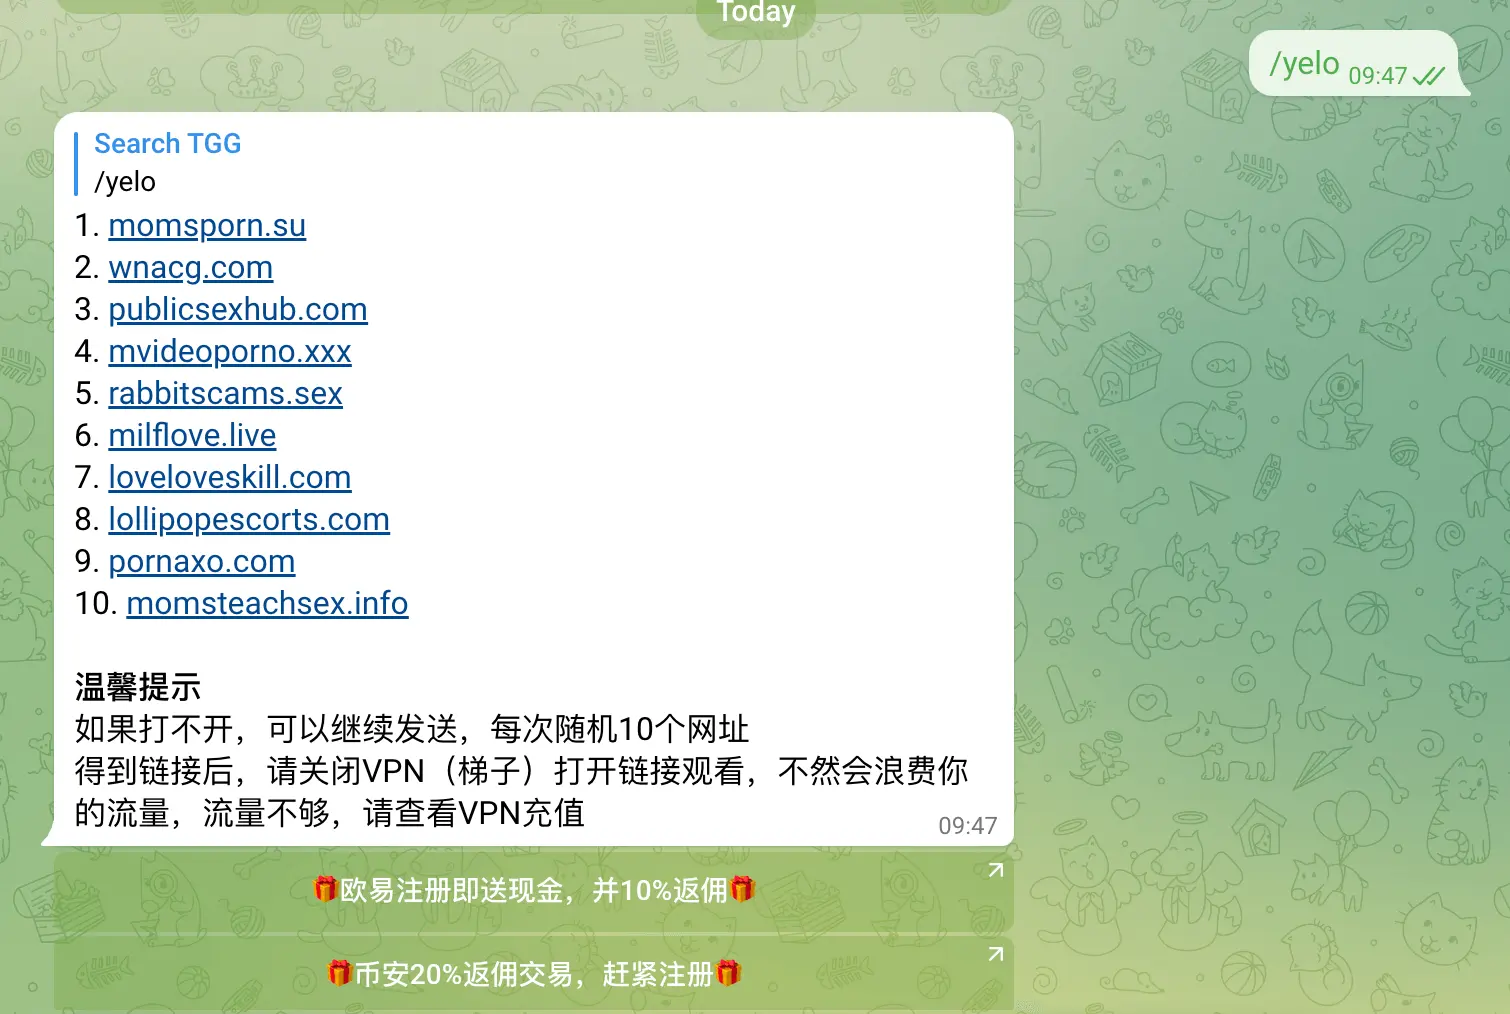 Today
/yelo 09:47
Search TGG
/yelo
1. momsporn.su
2. wnacg.com
3. publicsexhub.com
4. mvideoporno.xxx
5. rabbitscams.sex
6. milflove.live
7. loveloveskill.com
8. lollipopescorts.com
9. pornaxo.com
10. momsteachsex.info
温馨提示
如果打不开，可以继续发送，每次随机10个网址
得到链接后，请关闭VPN（梯子）打开链接观看，不然会浪费你
的流量，流量不够，请查看VPN充值
09:47
🎁欧易注册即送现金，并10%返佣🎁
🎁币安20%返佣交易，赶紧注册🎁